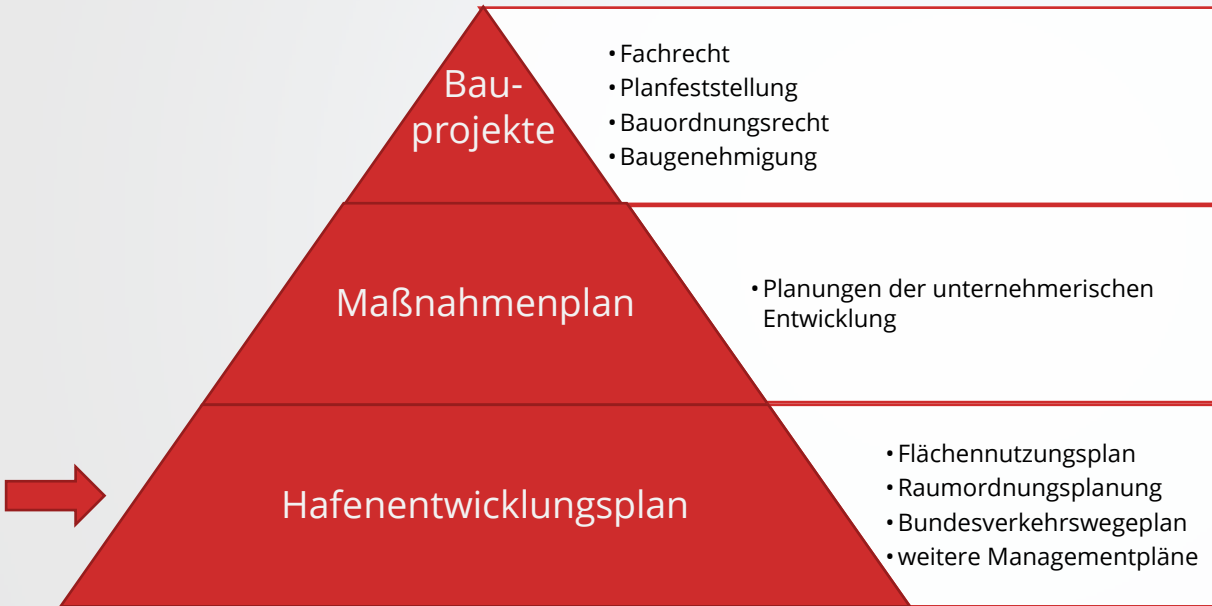 Bau-
projekte
• Fachrecht
• Planfeststellung
• Bauordnungsrecht
• Baugenehmigung
Maßnahmenplan
• Planungen der unternehmerischen
Entwicklung
Hafenentwicklungsplan
• Flächennutzungsplan
• Raumordnungsplanung
• Bundesverkehrswegeplan
• weitere Managementpläne